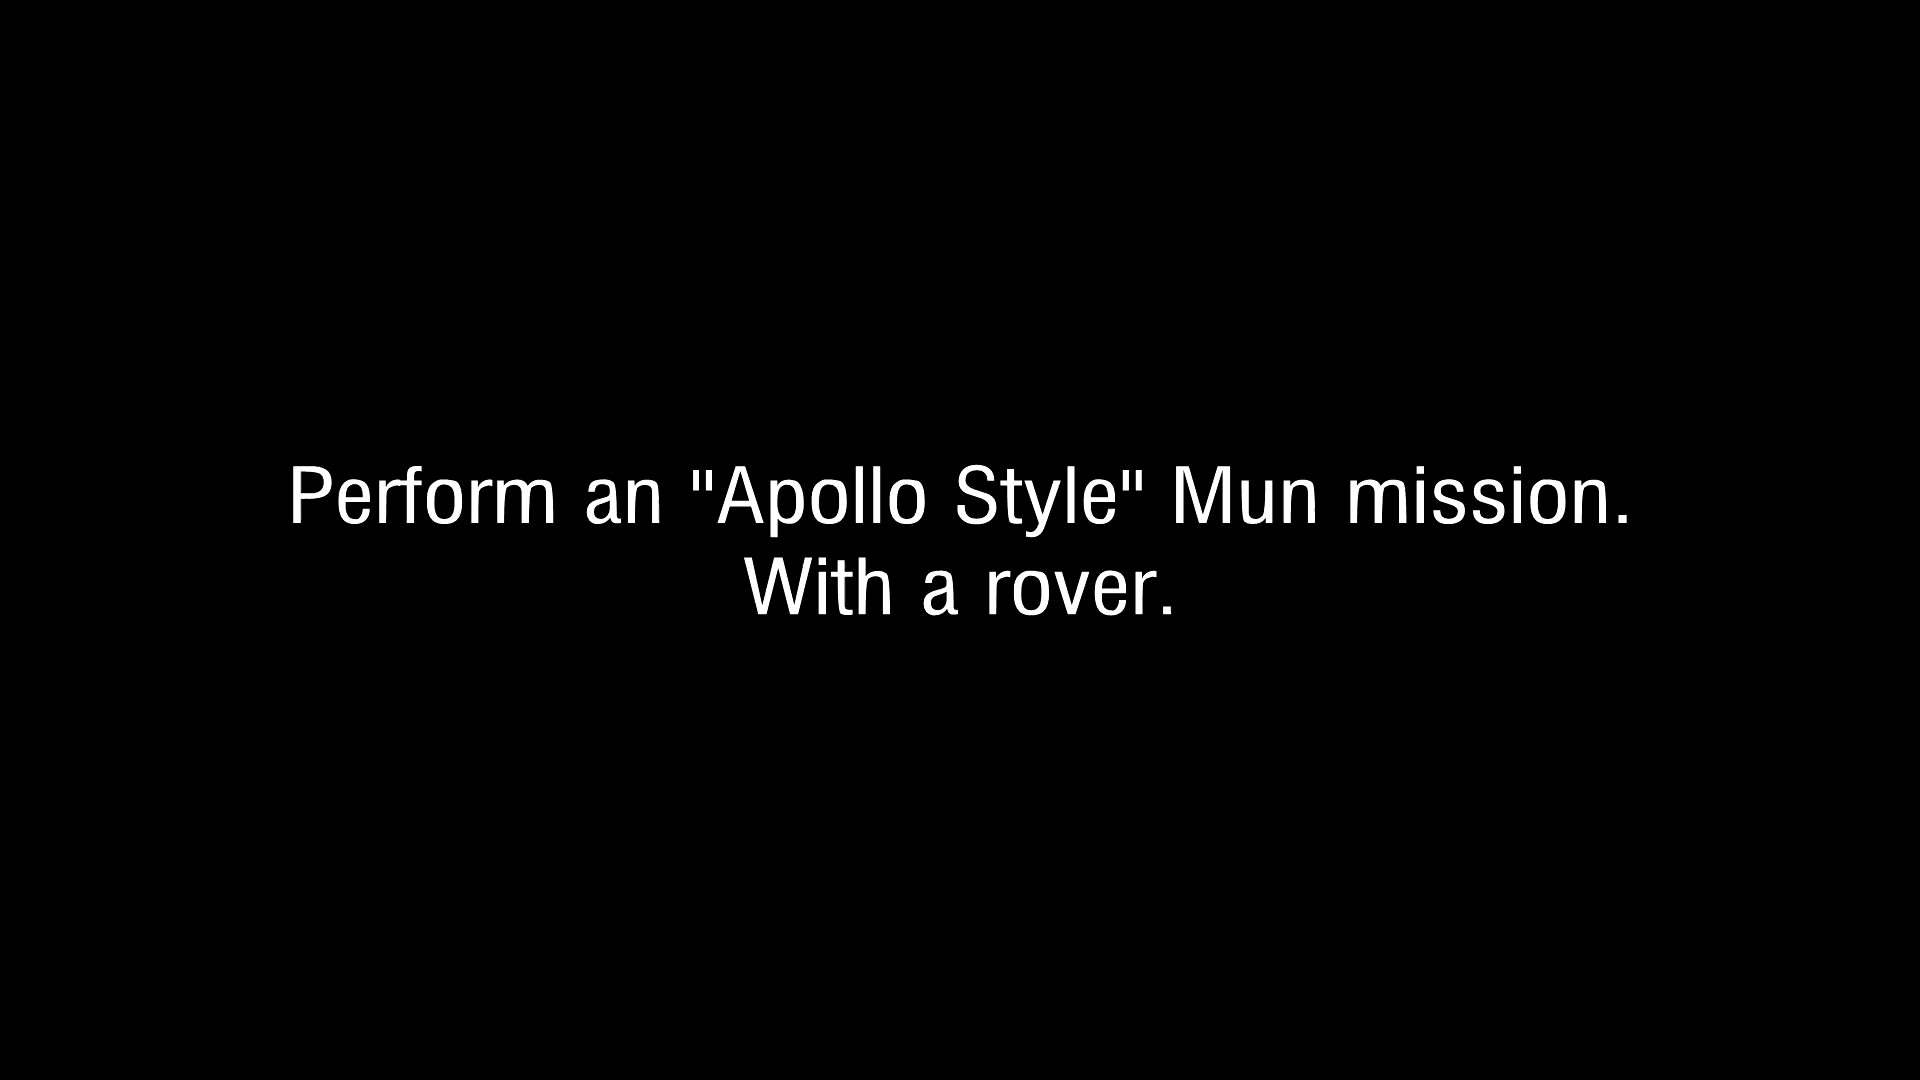 Perform an "Apollo Style" Mun mission.
With a rover.